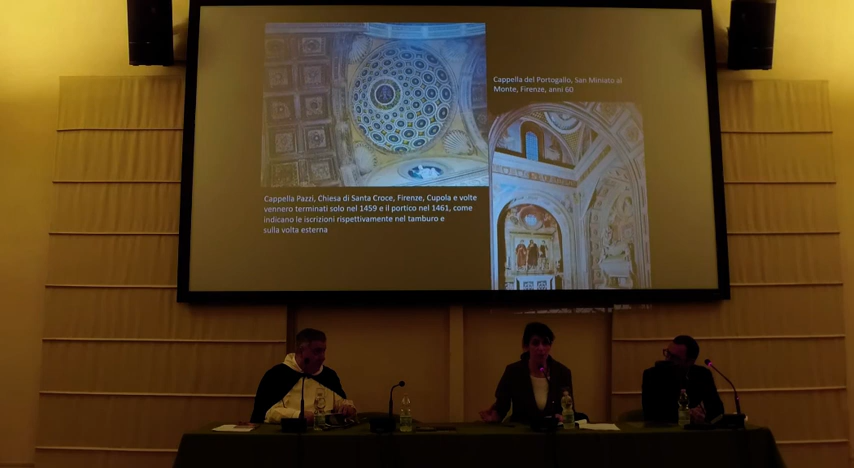 Cappella del Portogallo, San Miniato al
Monte, Firenze, anni 60
Cappella Pazzi, Chiesa di Santa Croce, Firenze, Cupola e volte
vennero terminati solo nel 1459 e il portico nel 1461, come
indicano le iscrizioni rispettivamente nel tamburo e
sulla volta esterna